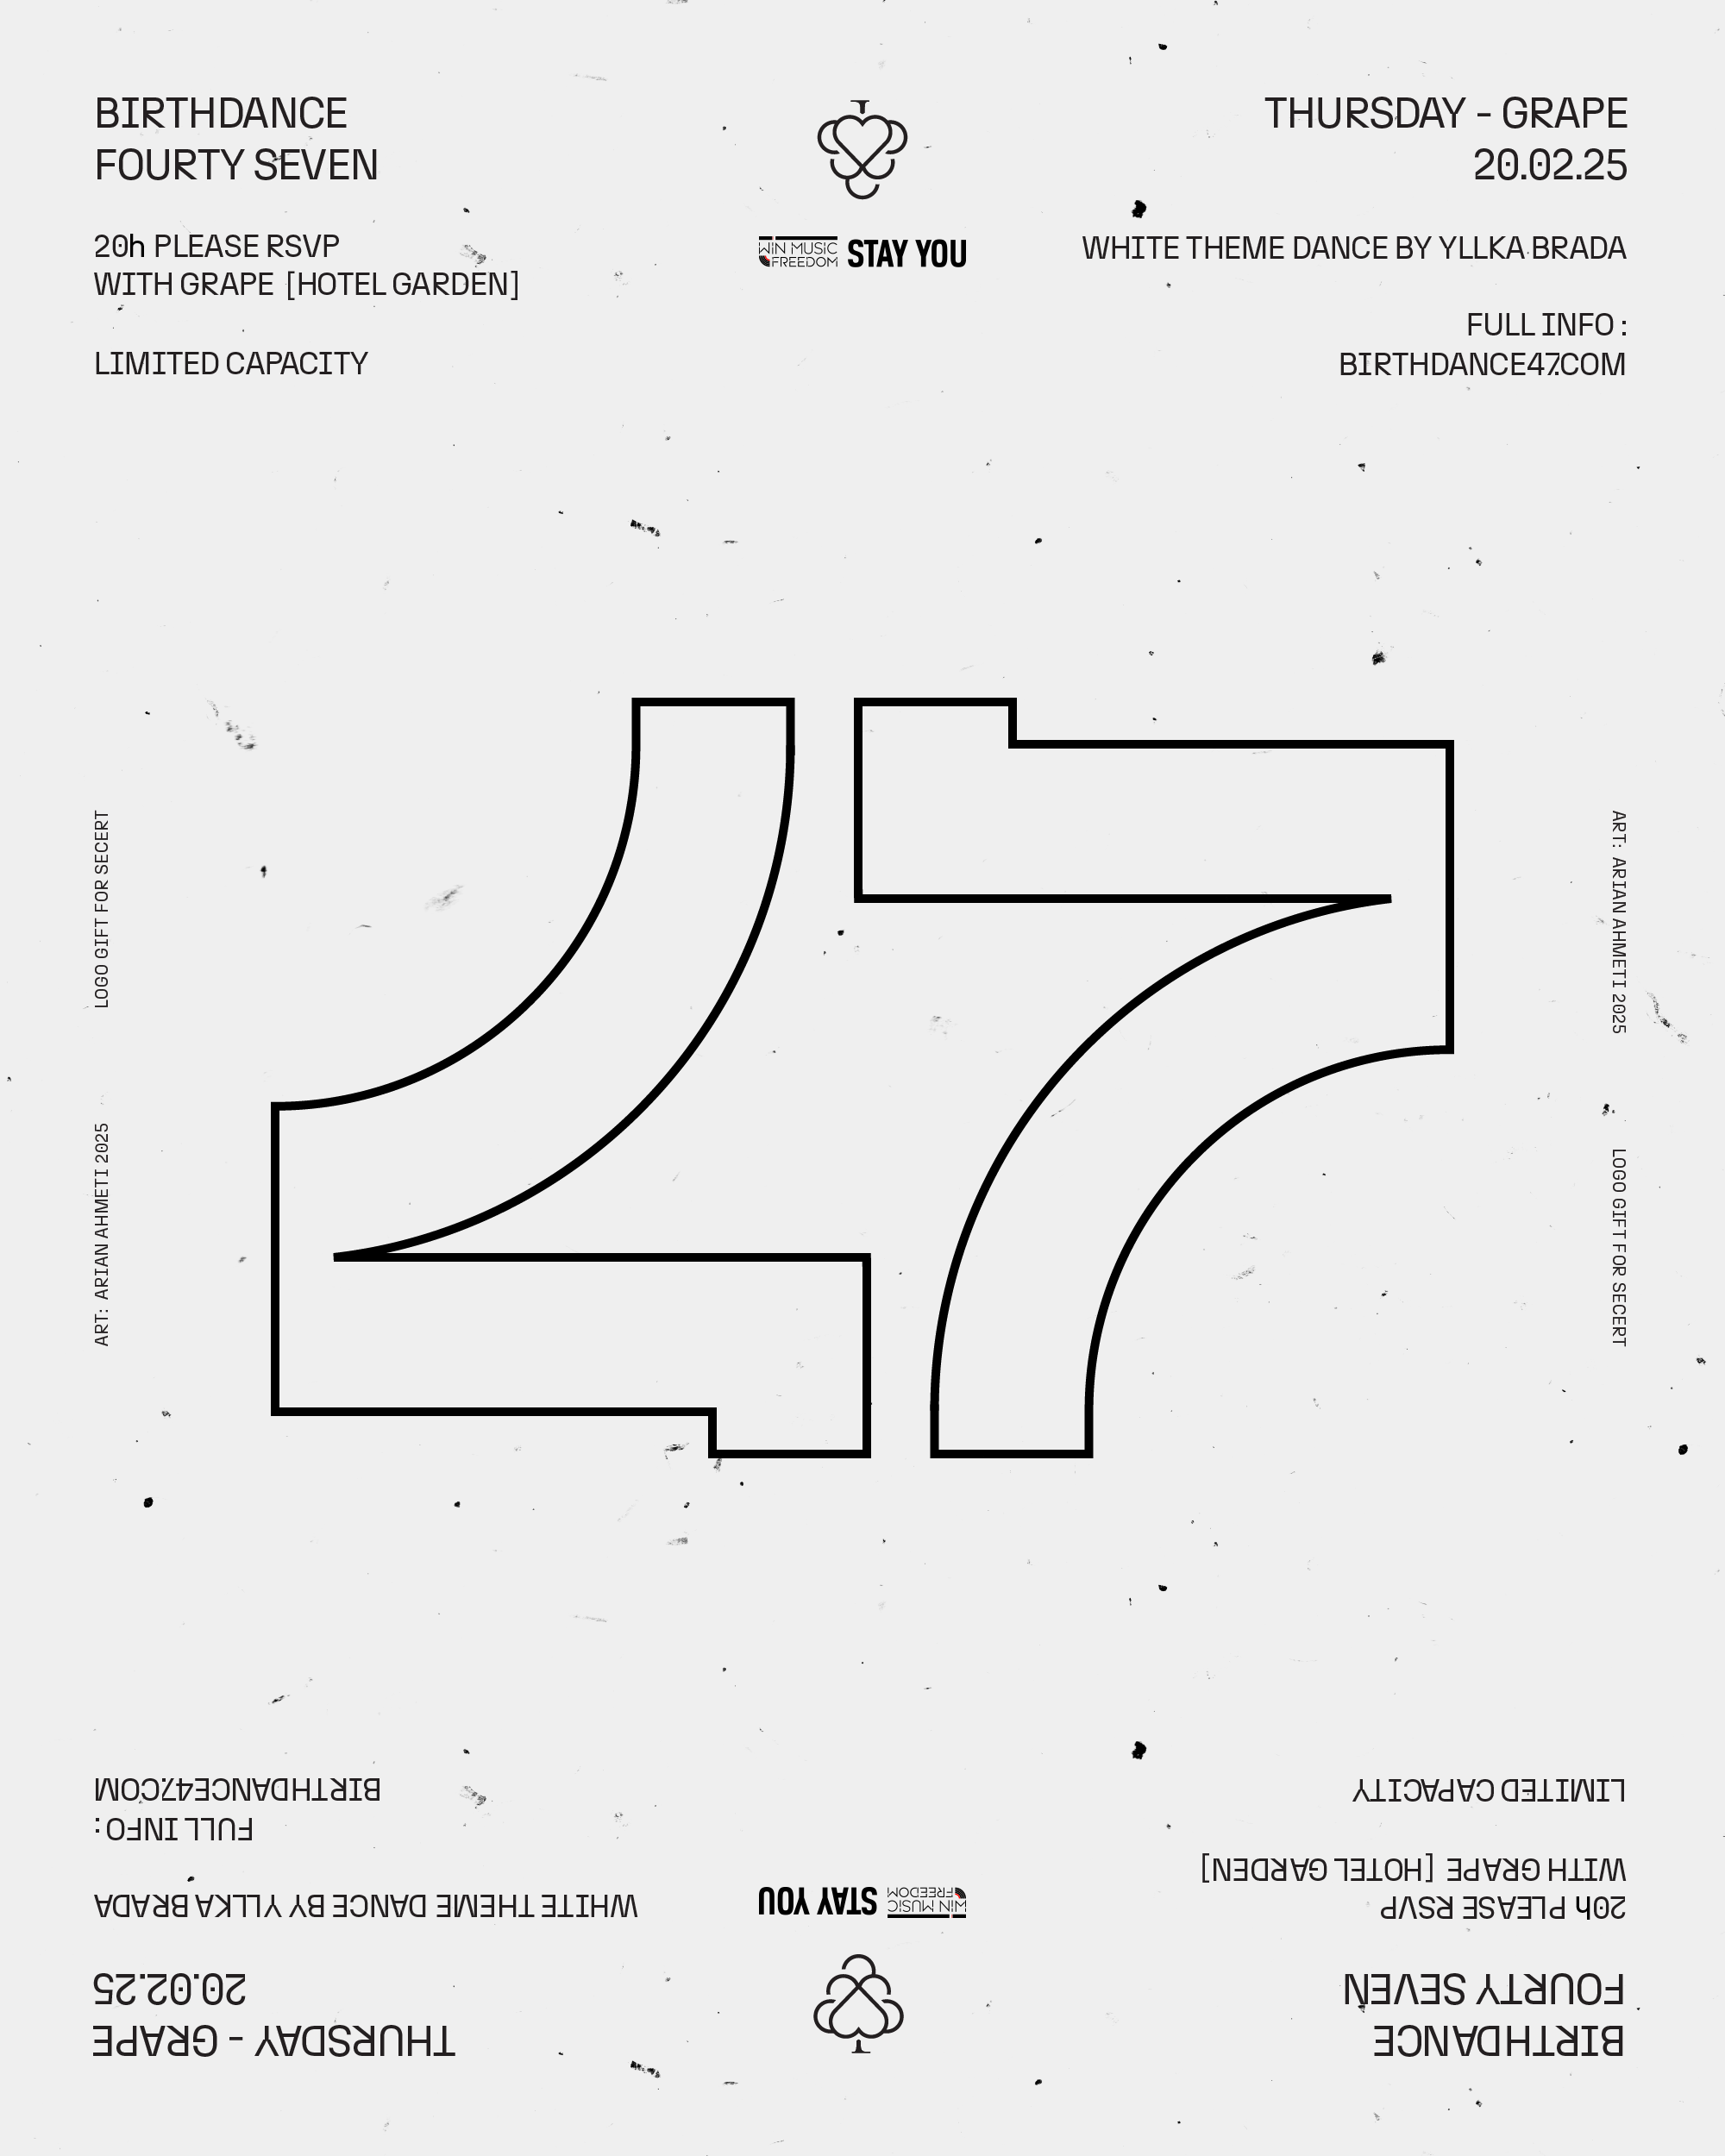 BIRTHDANCE
FOURTY SEVEN
20h PLEASE RSVP
WITH GRAPE [HOTEL GARDEN]
LIMITED CAPACITY
WIN MUSIC
FREEDOM
STAY YOU
THURSDAY - GRAPE
20.02.25
WHITE THEME DANCE BY YLLKA BRADA
FULL INFO :
BIRTHDANCE47.COM
LOGO GIFT FOR SECERT
ART: ARIAN AHMETI 2025
47
ART: ARIAN AHMETI 2025
LOGO GIFT FOR SECERT
BIRTHDANCE
FOURTY SEVEN
20h PLEASE RSVP
WITH GRAPE [HOTEL GARDEN]
LIMITED CAPACITY
WIN MUSIC
FREEDOM
STAY YOU
THURSDAY - GRAPE
20.02.25
WHITE THEME DANCE BY YLLKA BRADA
FULL INFO :
BIRTHDANCE47.COM